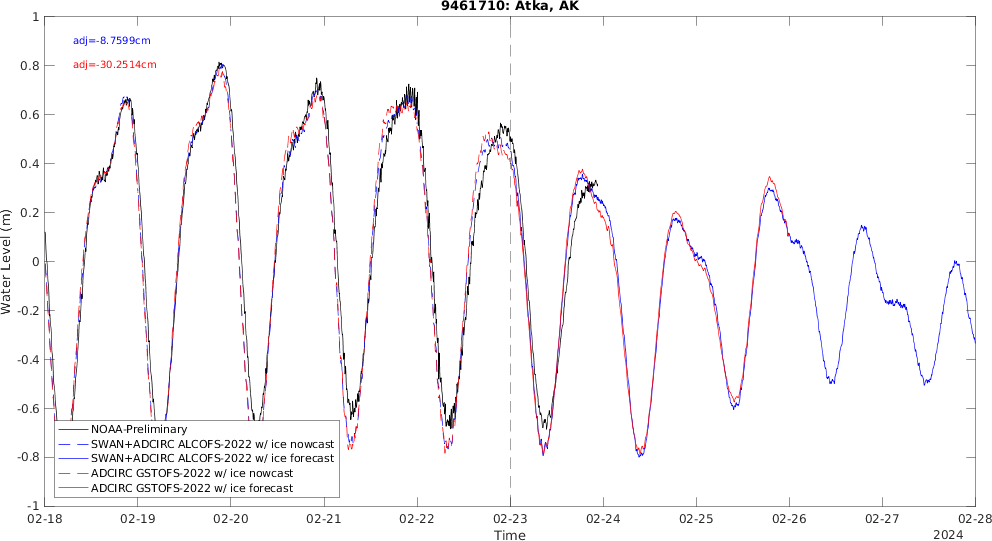 9461710: Atka, AK
adj=-8.7599cm
adj=-30.2514cm
Water Level (m)
1
0.8
0.6
0.4
0.2
0
-0.2
-0.4
-0.6
-0.8
-1
NOAA-Preliminary
SWAN+ADCIRC ALCOFS-2022 w/ ice nowcast
SWAN+ADCIRC ALCOFS-2022 w/ ice forecast
ADCIRC GSTOFS-2022 w/ ice nowcast
ADCIRC GSTOFS-2022 w/ ice forecast
02-18 02-19 02-20 02-21 02-22 02-23 02-24 02-25 02-26 02-27 02-28
Time
2024